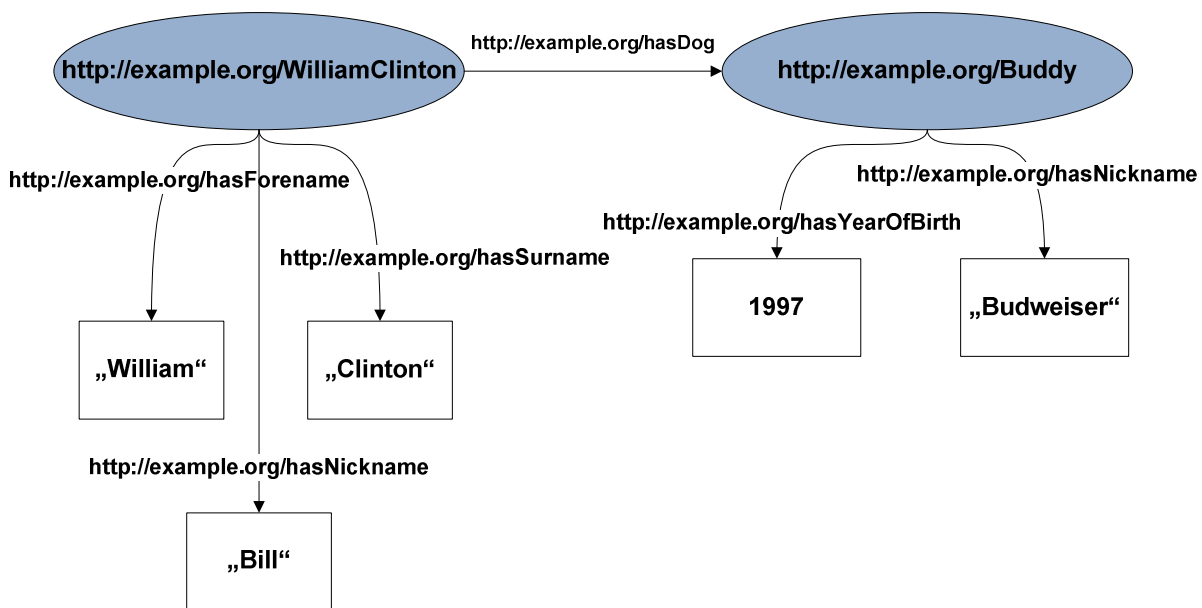 http://example.org/hasDog
http://example.org/WilliamClinton
http://example.org/Buddy
http://example.org/hasForename
http://example.org/hasNickname
http://example.org/hasYearOfBirth
http://example.org/hasSurname
1997
„Budweiser“
„William“
„Clinton“
http://example.org/hasNickname
„Bill“